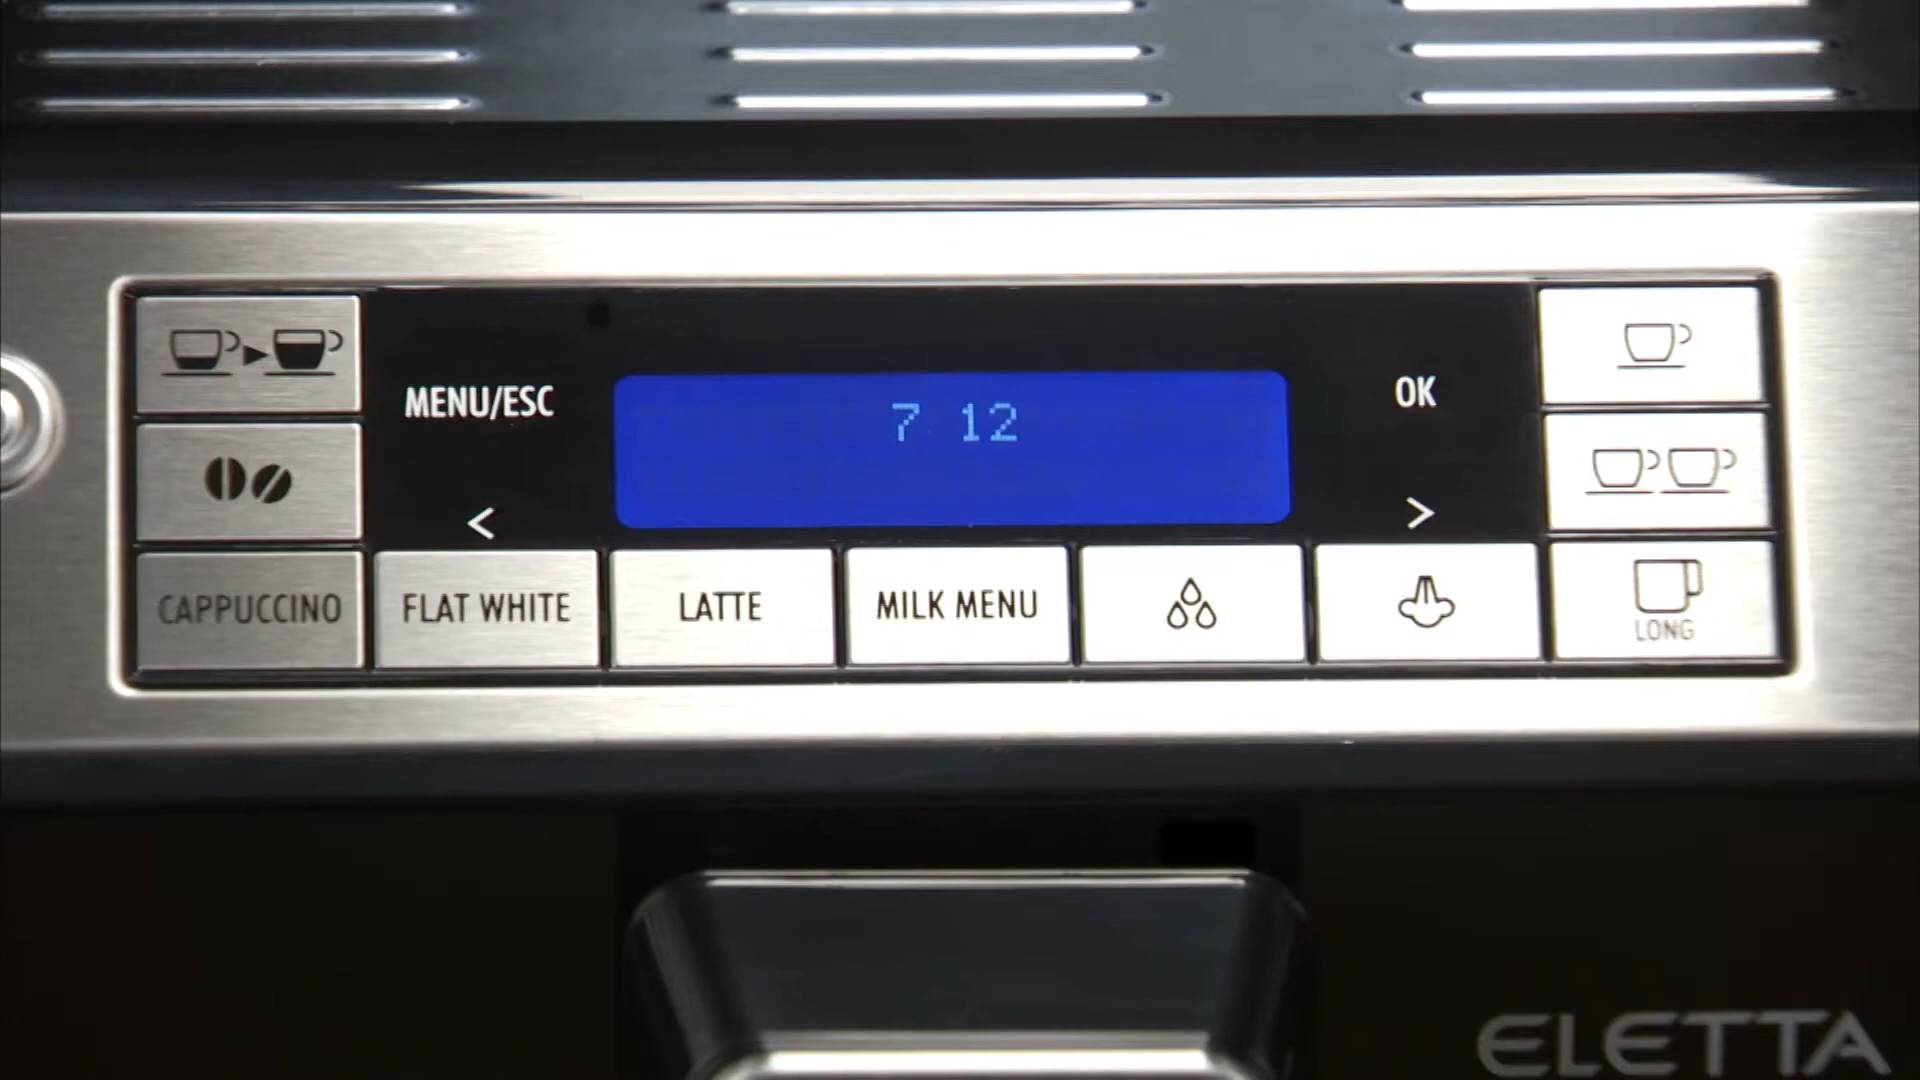 MENU/ESC
7 12
OK
<
>
CAPPUCCINO
FLAT WHITE
LATTE
MILK MENU
LONG
ELETTA